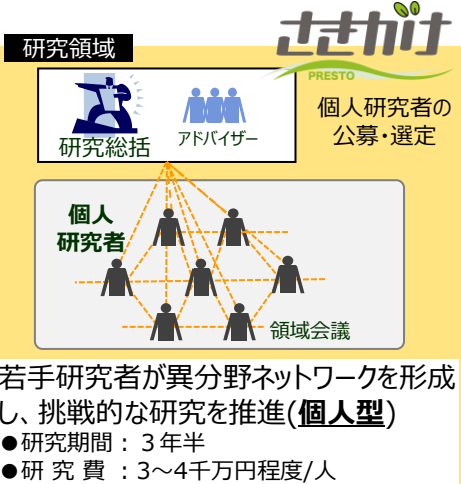 さきがけ
PRESTO
研究領域
研究総括
アドバイザー
個人研究者の
公募・選定
個人
研究者
領域会議
若手研究者が異分野ネットワークを形成
し、挑戦的な研究を推進(個人型)
●研究期間：３年半
●研 究 費 ：3～4千万円程度/人